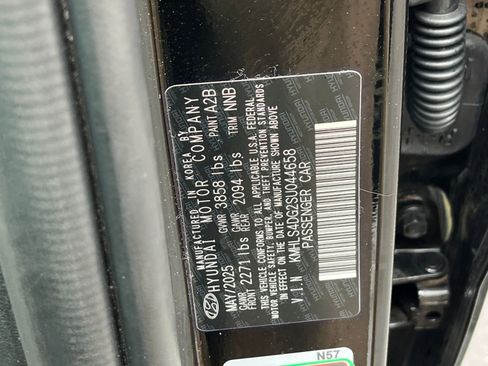 MANUFACTURED IN KOREA BY
HYUNDAI MOTOR COMPANY
MAY/2025 GVWR 3858 lbs PAINT A2B
GAWR FRONT 2271 lbs GAWR REAR 2094 lbs TRIM NNB
THIS VEHICLE CONFORMS TO ALL APPLICABLE U.S.A. FEDERAL
MOTOR VEHICLE SAFETY, BUMPER, AND THEFT PREVENTION STANDARDS
IN EFFECT ON THE DATE OF MANUFACTURE SHOWN ABOVE
V.I.N KMHLS4DG2SU044658
PASSENGER CAR
N57